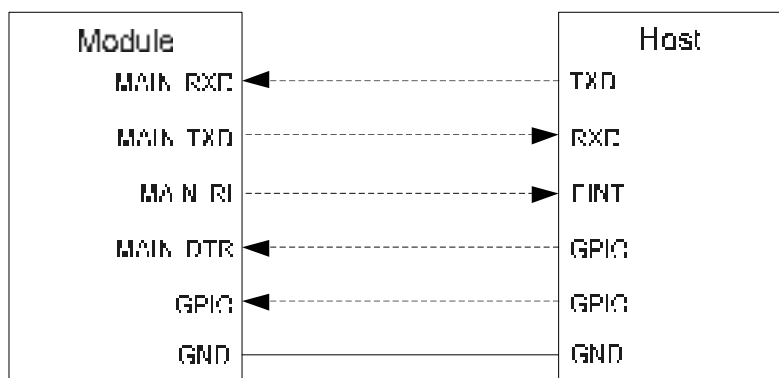 Module
Host
MAIN_RXD
TXD
MAIN_TXD
RXD
MAIN_RI
EINT
MAIN_DTR
GPIO
GPIO
GPIO
GND
GND